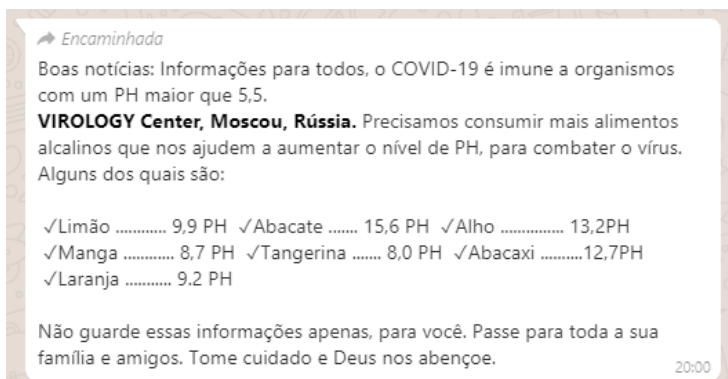 Encaminhada
Boas notícias: Informações para todos, o COVID-19 é imune a organismos
com um PH maior que 5,5.
VIROLOGY Center, Moscou, Rússia. Precisamos consumir mais alimentos
alcalinos que nos ajudem a aumentar o nível de PH, para combater o vírus.
Alguns dos quais são:
✓Limão ............ 9,9 PH ✓Abacate ....... 15,6 PH ✓Alho ............... 13,2PH
✓Manga ............ 8,7 PH ✓Tangerina ....... 8,0 PH ✓Abacaxi ..........12,7PH
✓Laranja ........... 9.2 PH
Não guarde essas informações apenas, para você. Passe para toda a sua
família e amigos. Tome cuidado e Deus nos abençoe.
20:00